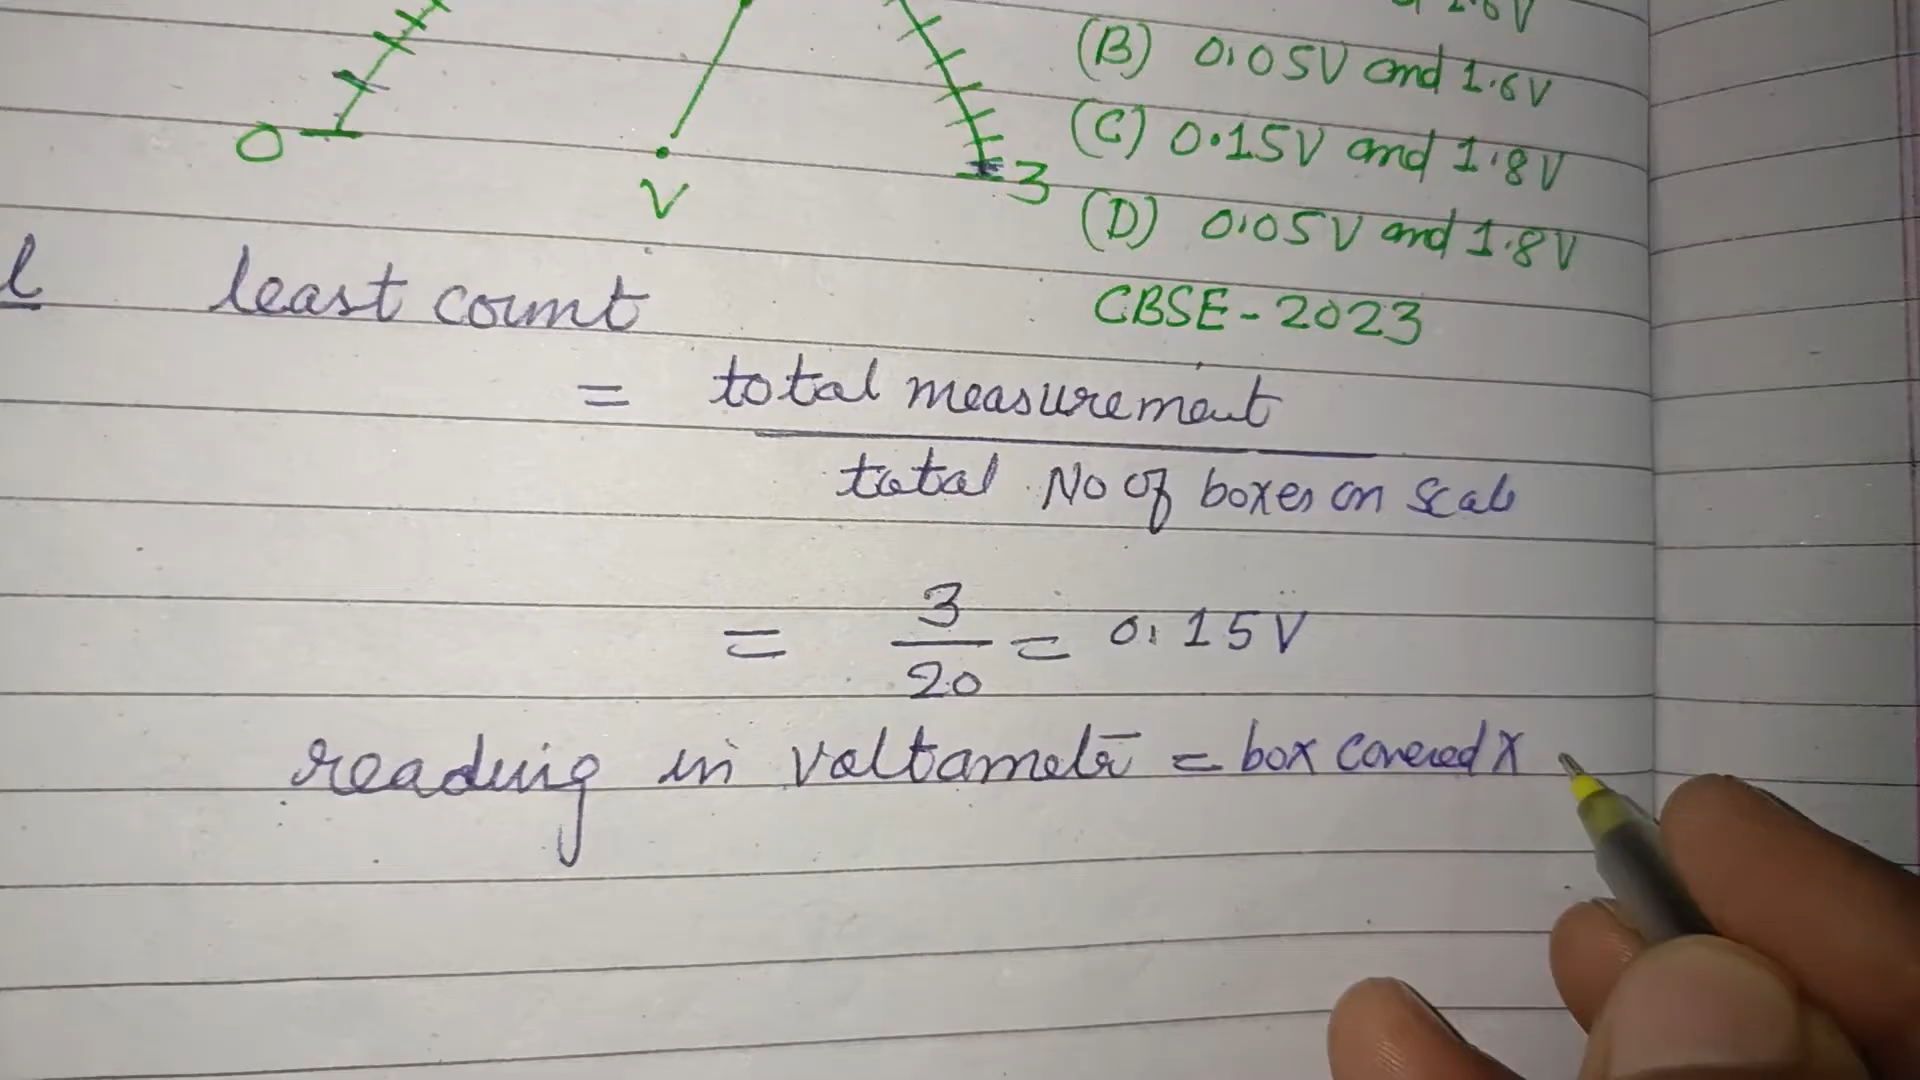 1.6V
(B) 0.05V and 1.6V
(C) 0.15V and 1.8V
0
3
V
(D) 0.05V and 1.8V
l least count
CBSE-2023
= total measurement
total No of boxes on Scale
= 3
20 = 0.15V
reading in voltameter = box covered X